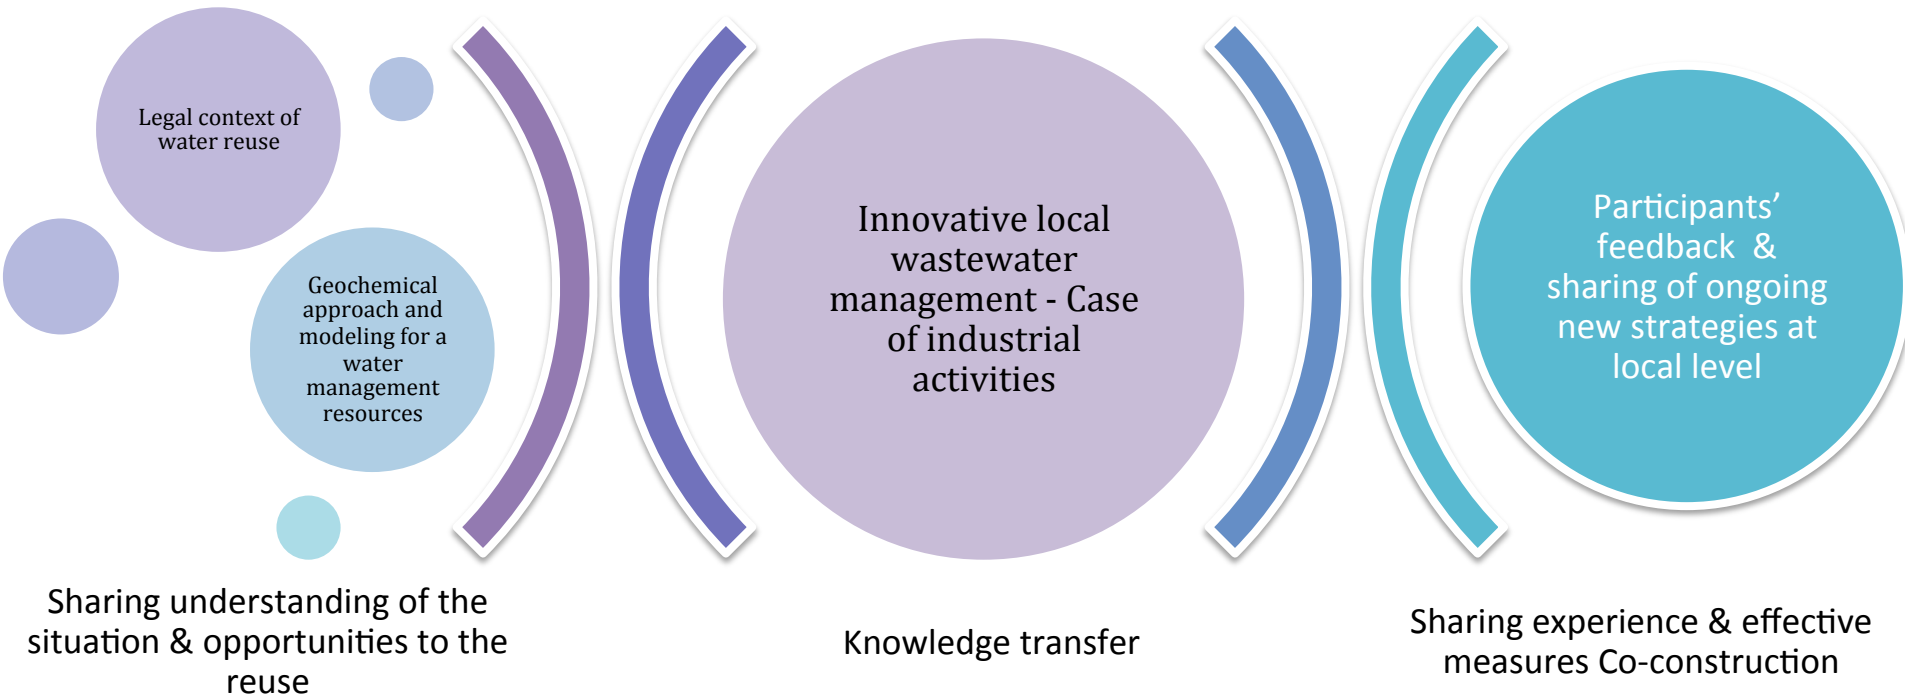 Legal context of
water reuse
Geochemical
approach and
modeling for a
water
management
resources
Sharing understanding of the
situation & opportunities to the
reuse
Innovative local
wastewater
management - Case
of industrial
activities
Knowledge transfer
Participants’
feedback &
sharing of ongoing
new strategies at
local level
Sharing experience & effective
measures Co-construction